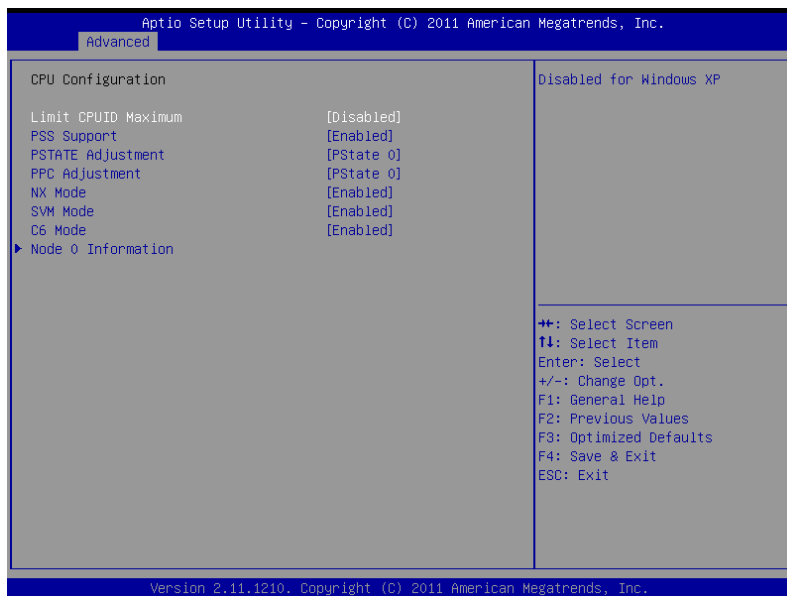 Aptio Setup Utility – Copyright (C) 2011 American Megatrends, Inc.
Advanced
CPU Configuration
Limit CPUID Maximum [Disabled]
PSS Support [Enabled]
PSTATE Adjustment [PState 0]
PPC Adjustment [PState 0]
NX Mode [Enabled]
SVM Mode [Enabled]
C6 Mode [Enabled]
Node 0 Information
Disabled for Windows XP
→←: Select Screen
↑↓: Select Item
Enter: Select
+/-: Change Opt.
F1: General Help
F2: Previous Values
F3: Optimized Defaults
F4: Save & Exit
ESC: Exit
Version 2.11.1210. Copyright (C) 2011 American Megatrends, Inc.